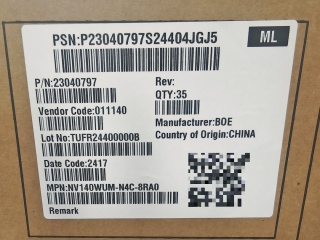 PSN:P23040797S24404JGJ5
ML
P/N:23040797
Rev:
QTY:35
Vendor Code:011140
Manufacturer:BOE
Lot No:TUFR24400000B
Country of Origin:CHINA
Date Code:2417
MPN:NV140WUM-N4C-8RA0
Remark